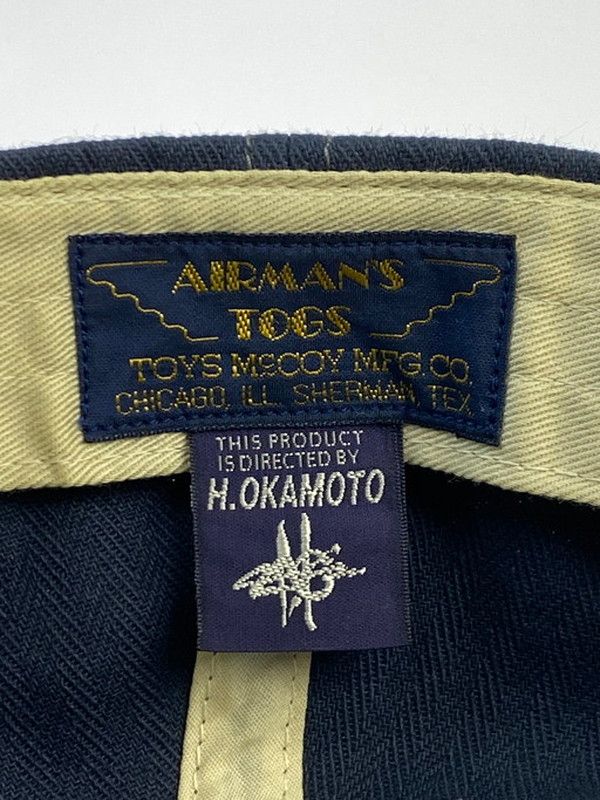 AIRMAN'S
TOGS
TOYS McCOY MFG.CO.
CHICAGO, ILL. SHERMAN, TEX.
THIS PRODUCT
IS DIRECTED BY
H.OKAMOTO